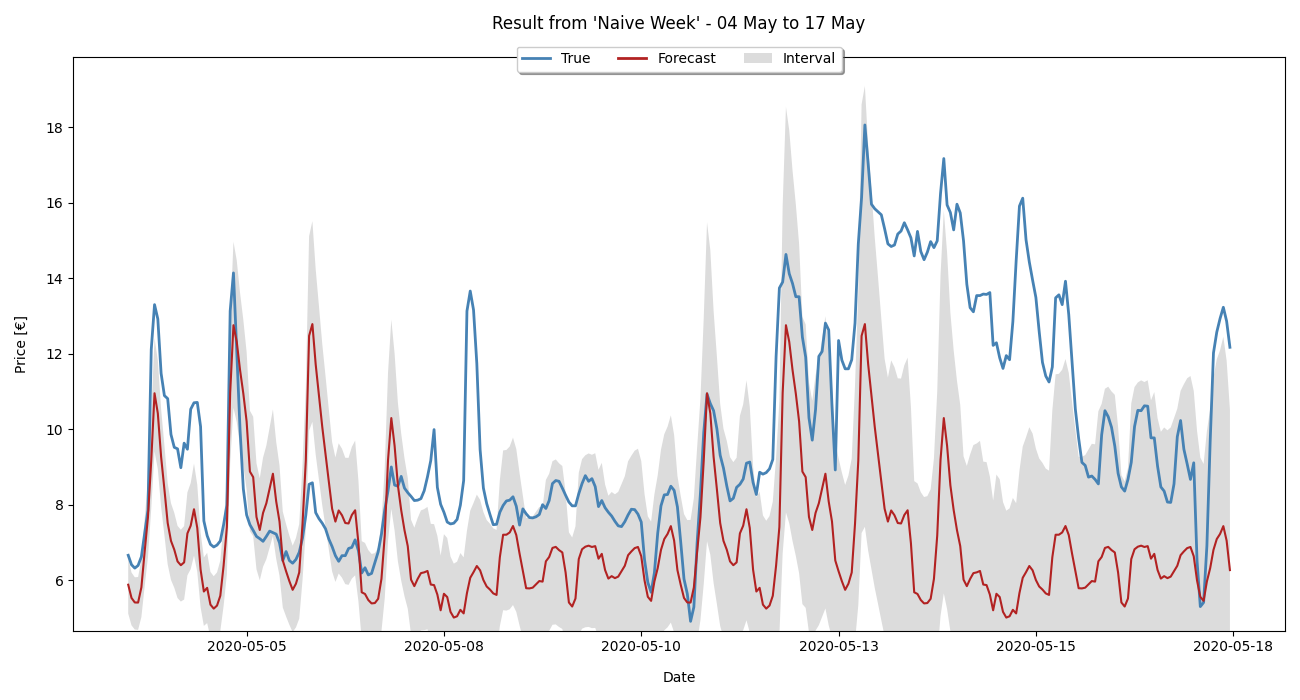 Result from 'Naive Week' - 04 May to 17 May
True Forecast Interval
Price [€]
18
16
14
12
10
8
6
2020-05-05 2020-05-08 2020-05-10 2020-05-13 2020-05-15 2020-05-18
Date